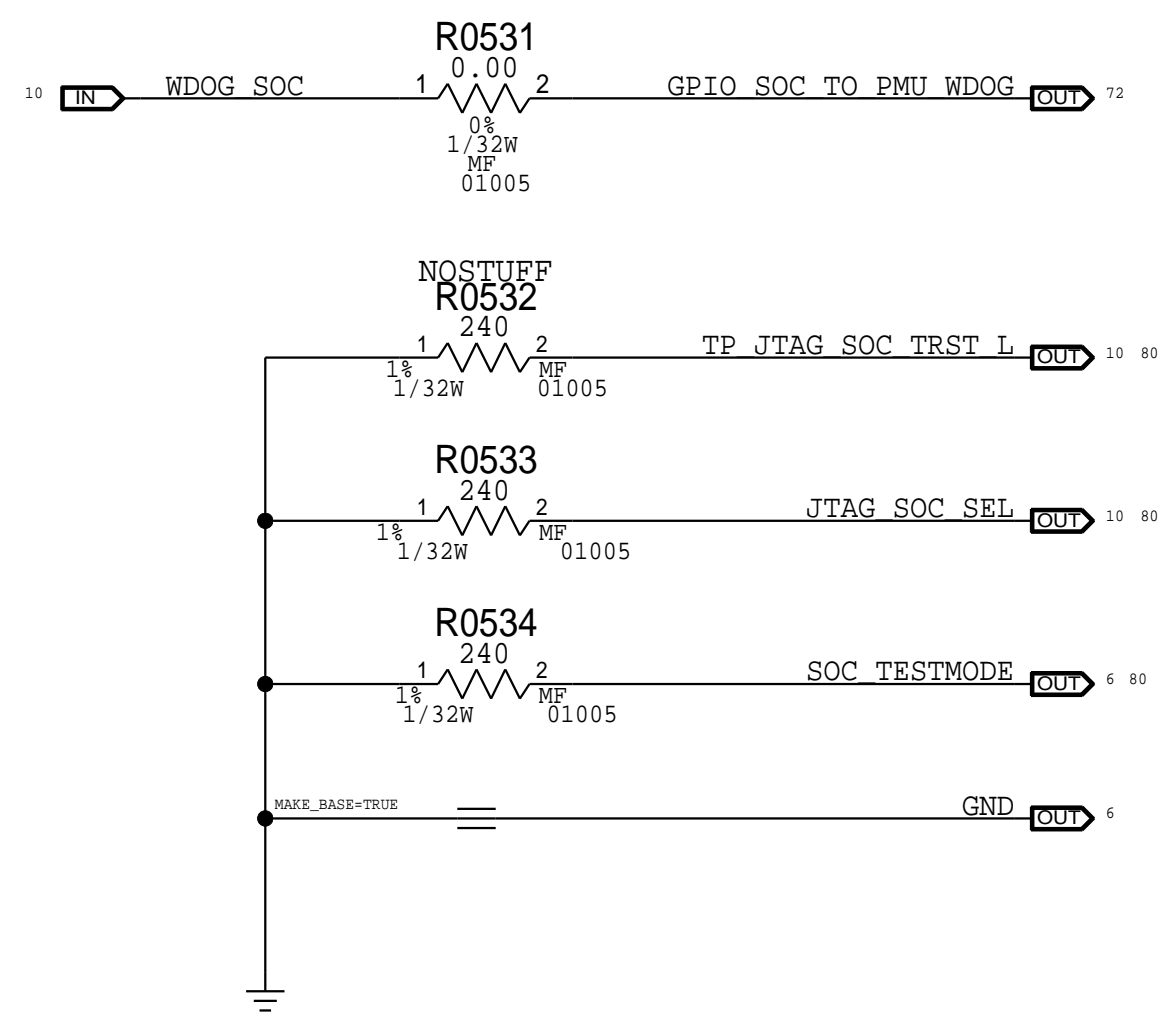 R0531
0.00
10 IN WDOG_SOC 1 2 GPIO_SOC_TO_PMU_WDOG OUT 72
0%
1/32W
MF
01005
NOSTUFF
R0532
240
1 2 TP_JTAG_SOC_TRST_L OUT 10 80
1% MF
1/32W 01005
R0533
240
1 2 JTAG_SOC_SEL OUT 10 80
1% MF
1/32W 01005
R0534
240
1 2 SOC_TESTMODE OUT 6 80
1% MF
1/32W 01005
MAKE_BASE=TRUE GND OUT 6